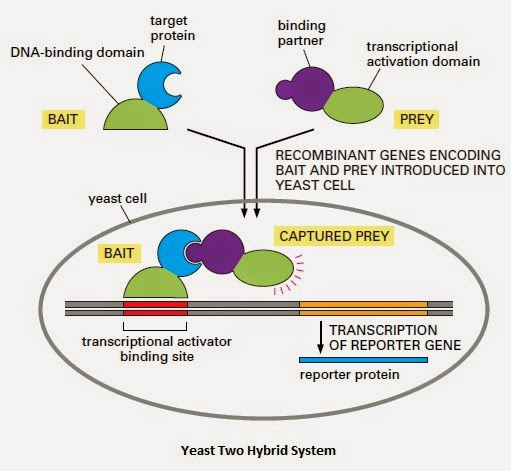 target
protein
DNA-binding domain
BAIT
binding
partner
transcriptional
activation domain
PREY
RECOMBINANT GENES ENCODING
BAIT AND PREY INTRODUCED INTO
YEAST CELL
yeast cell
BAIT
CAPTURED PREY
transcriptional activator
binding site
TRANSCRIPTION
OF REPORTER GENE
reporter protein
Yeast Two Hybrid System